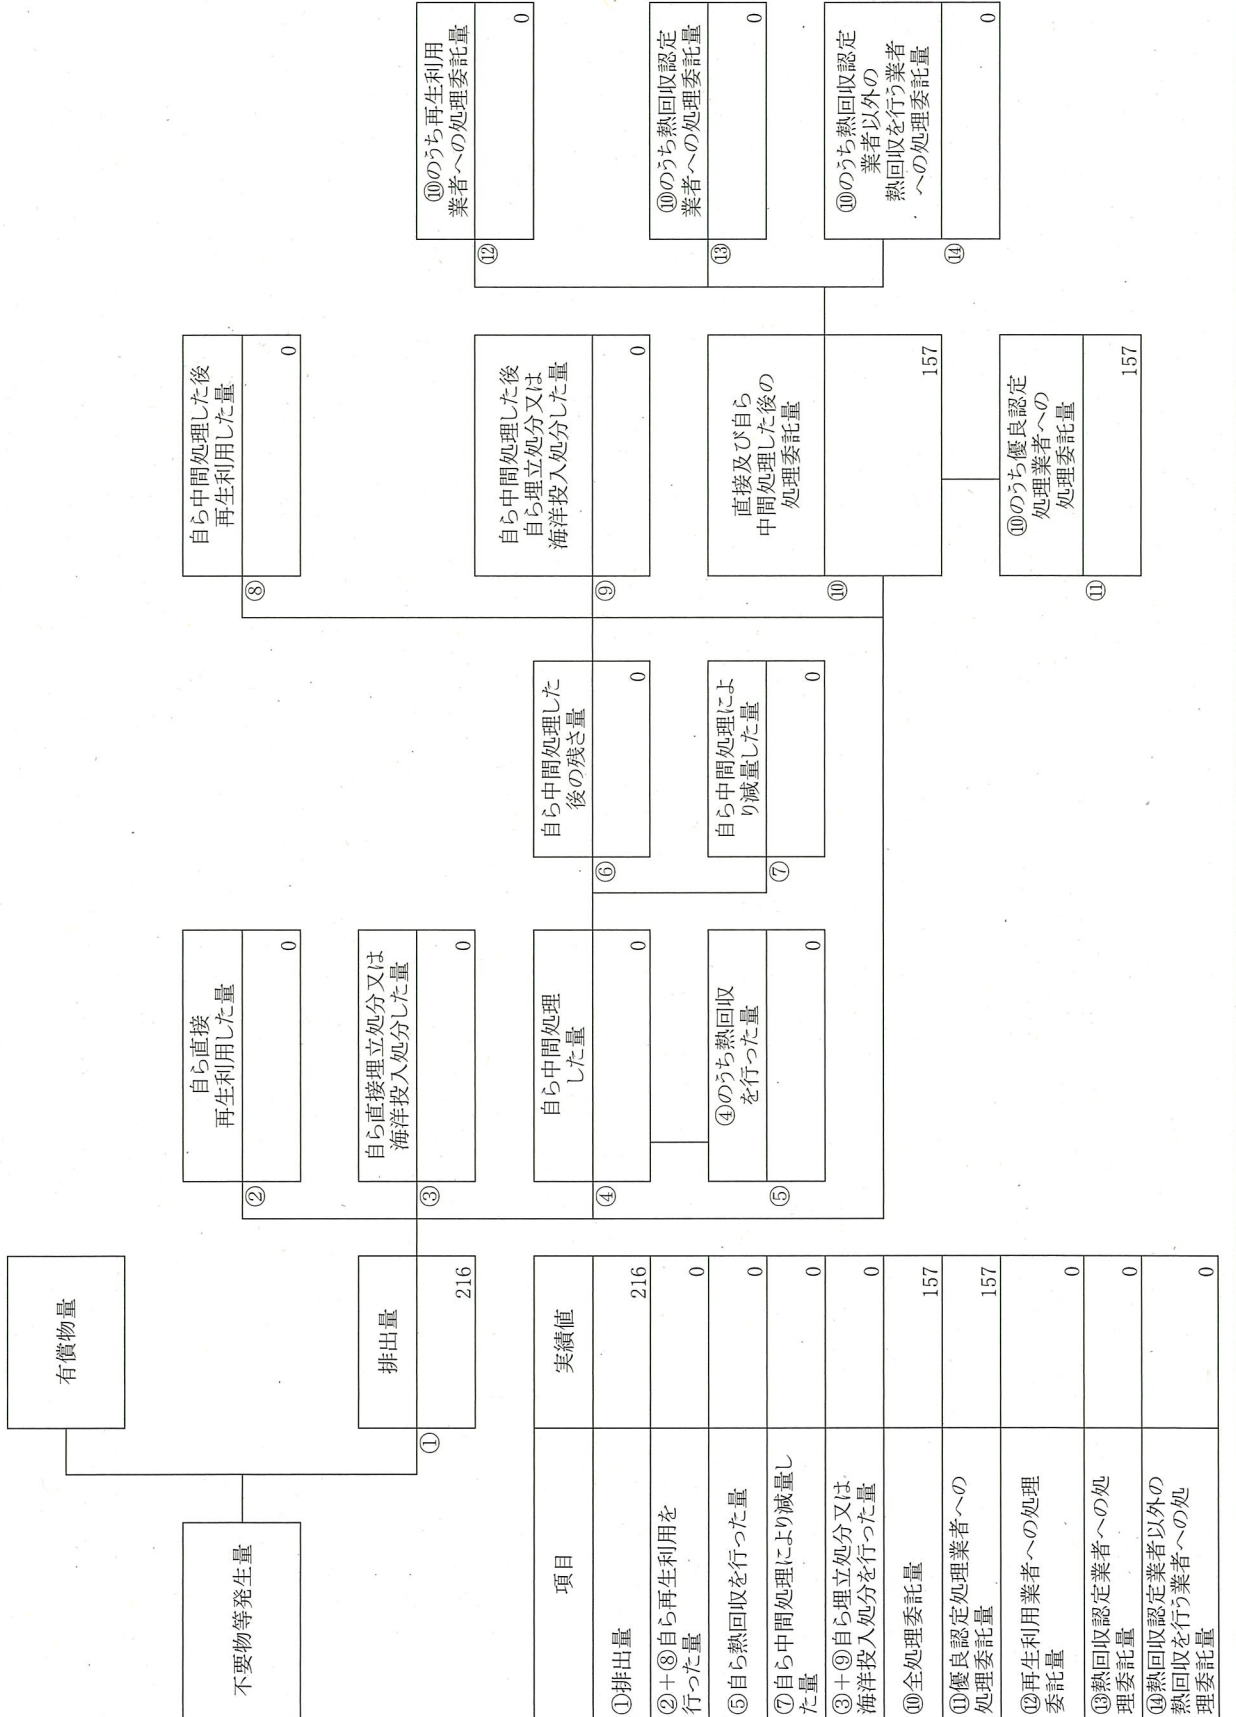 不要物等発生量
有償物量
①
排出量
216
②
自ら直接
再生利用した量
0
③
自ら直接埋立処分又は
海洋投入処分した量
0
④
自ら中間処理
した量
0
⑤
④のうち熱回収
を行った量
0
⑥
自ら中間処理した
後の残さ量
0
⑦
自ら中間処理によ
り減量した量
0
⑧
自ら中間処理した後
再生利用した量
0
⑨
自ら中間処理した後
自ら埋立処分又は
海洋投入処分した量
0
⑩
直接及び自ら
中間処理した後の
処理委託量
157
⑪
⑩のうち優良認定
処理業者への
処理委託量
157
⑫
⑩のうち再生利用
業者への処理委託量
0
⑬
⑩のうち熱回収認定
業者への処理委託量
0
⑭
⑩のうち熱回収認定
業者以外の
熱回収を行う業者
への処理委託量
0
項目
実績値
①排出量
216
②+⑧自ら再生利用を
行った量
0
⑤自ら熱回収を行った量
0
⑦自ら中間処理により減量し
た量
0
③+⑨自ら埋立処分又は
海洋投入処分を行った量
0
⑩全処理委託量
157
⑪優良認定処理業者への
処理委託量
157
⑫再生利用業者への処理
委託量
0
⑬熱回収認定業者への処
理委託量
0
⑭熱回収認定業者以外の
熱回収を行う業者への処
理委託量
0